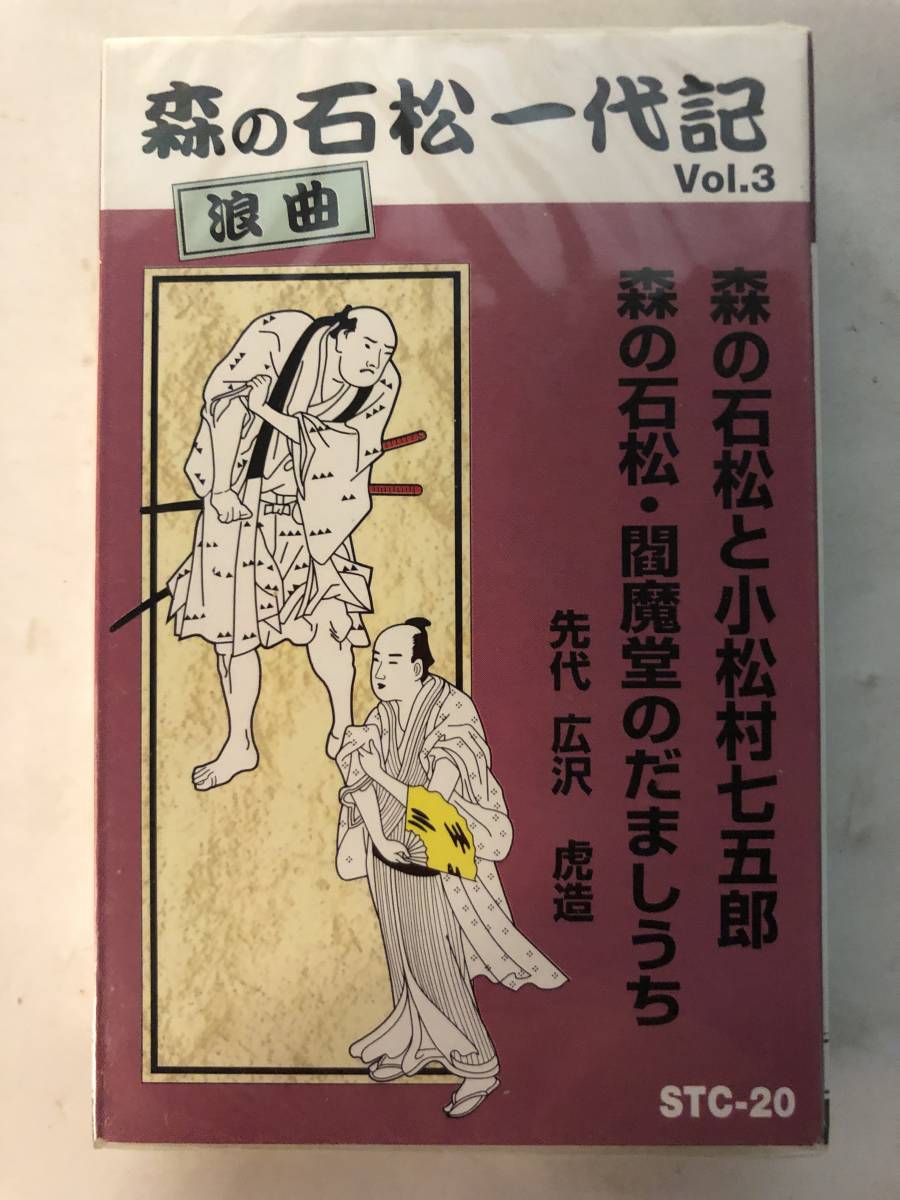 森の石松一代記
Vol.3
浪曲
森の石松と小松村七五郎
森の石松・閻魔堂のだましうち
先代 広沢 虎造
STC-20